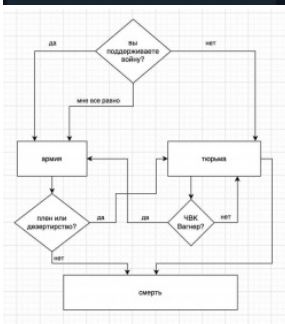 вы
поддерживаете
войну?
да
нет
мне все равно
армия
тюрьма
плен или
дезертирство?
да
да
ЧВК
Вагнер?
нет
нет
смерть